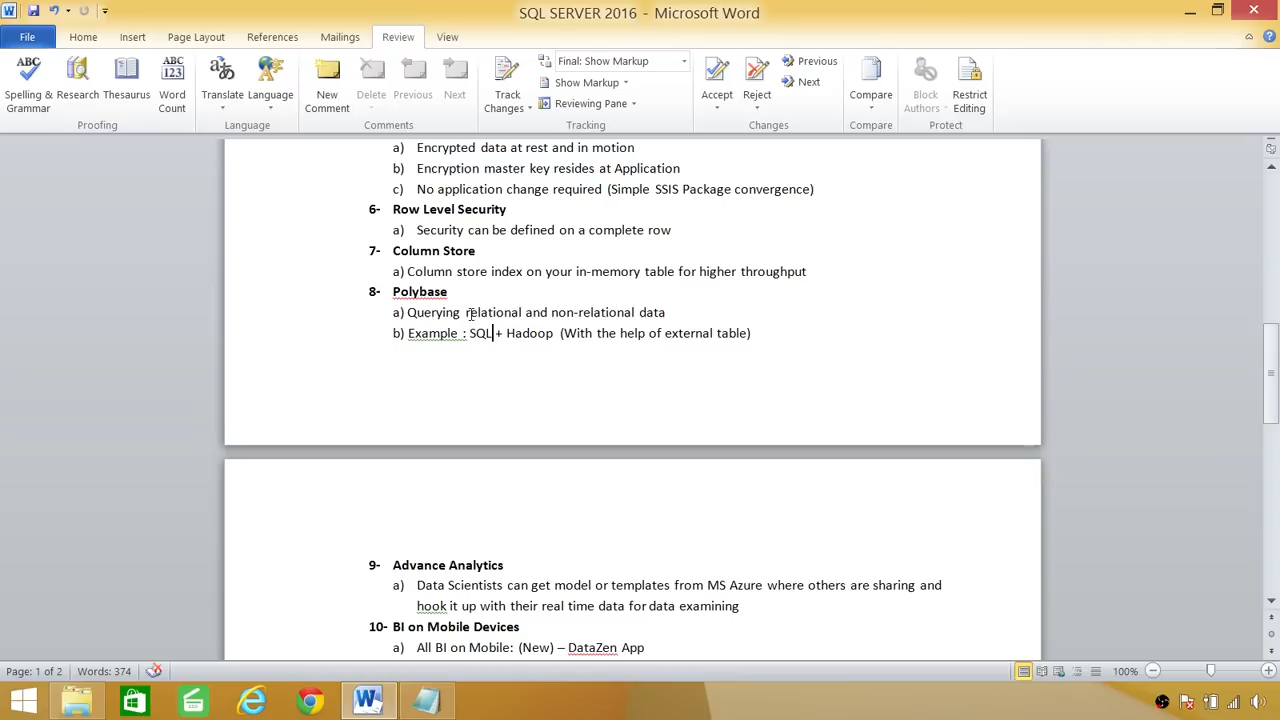 SQL SERVER 2016 - Microsoft Word
File Home Insert Page Layout References Mailings Review View
Final: Show Markup
Show Markup
Reviewing Pane
Previous
Next
Spelling & Grammar
Research
Thesaurus
ABC 123
Word Count
Translate
Language
New Comment
Delete
Previous
Next
Track Changes
Accept
Reject
Compare
Block Authors
Restrict Editing
Proofing Language Comments Tracking Changes Compare Protect
a) Encrypted data at rest and in motion
b) Encryption master key resides at Application
c) No application change required (Simple SSIS Package convergence)
6- Row Level Security
a) Security can be defined on a complete row
7- Column Store
a) Column store index on your in-memory table for higher throughput
8- Polybase
a) Querying relational and non-relational data
b) Example : SQL + Hadoop (With the help of external table)
9- Advance Analytics
a) Data Scientists can get model or templates from MS Azure where others are sharing and
hook it up with their real time data for data examining
10- BI on Mobile Devices
a) All BI on Mobile: (New) – DataZen App
Page: 1 of 2 Words: 374 100%